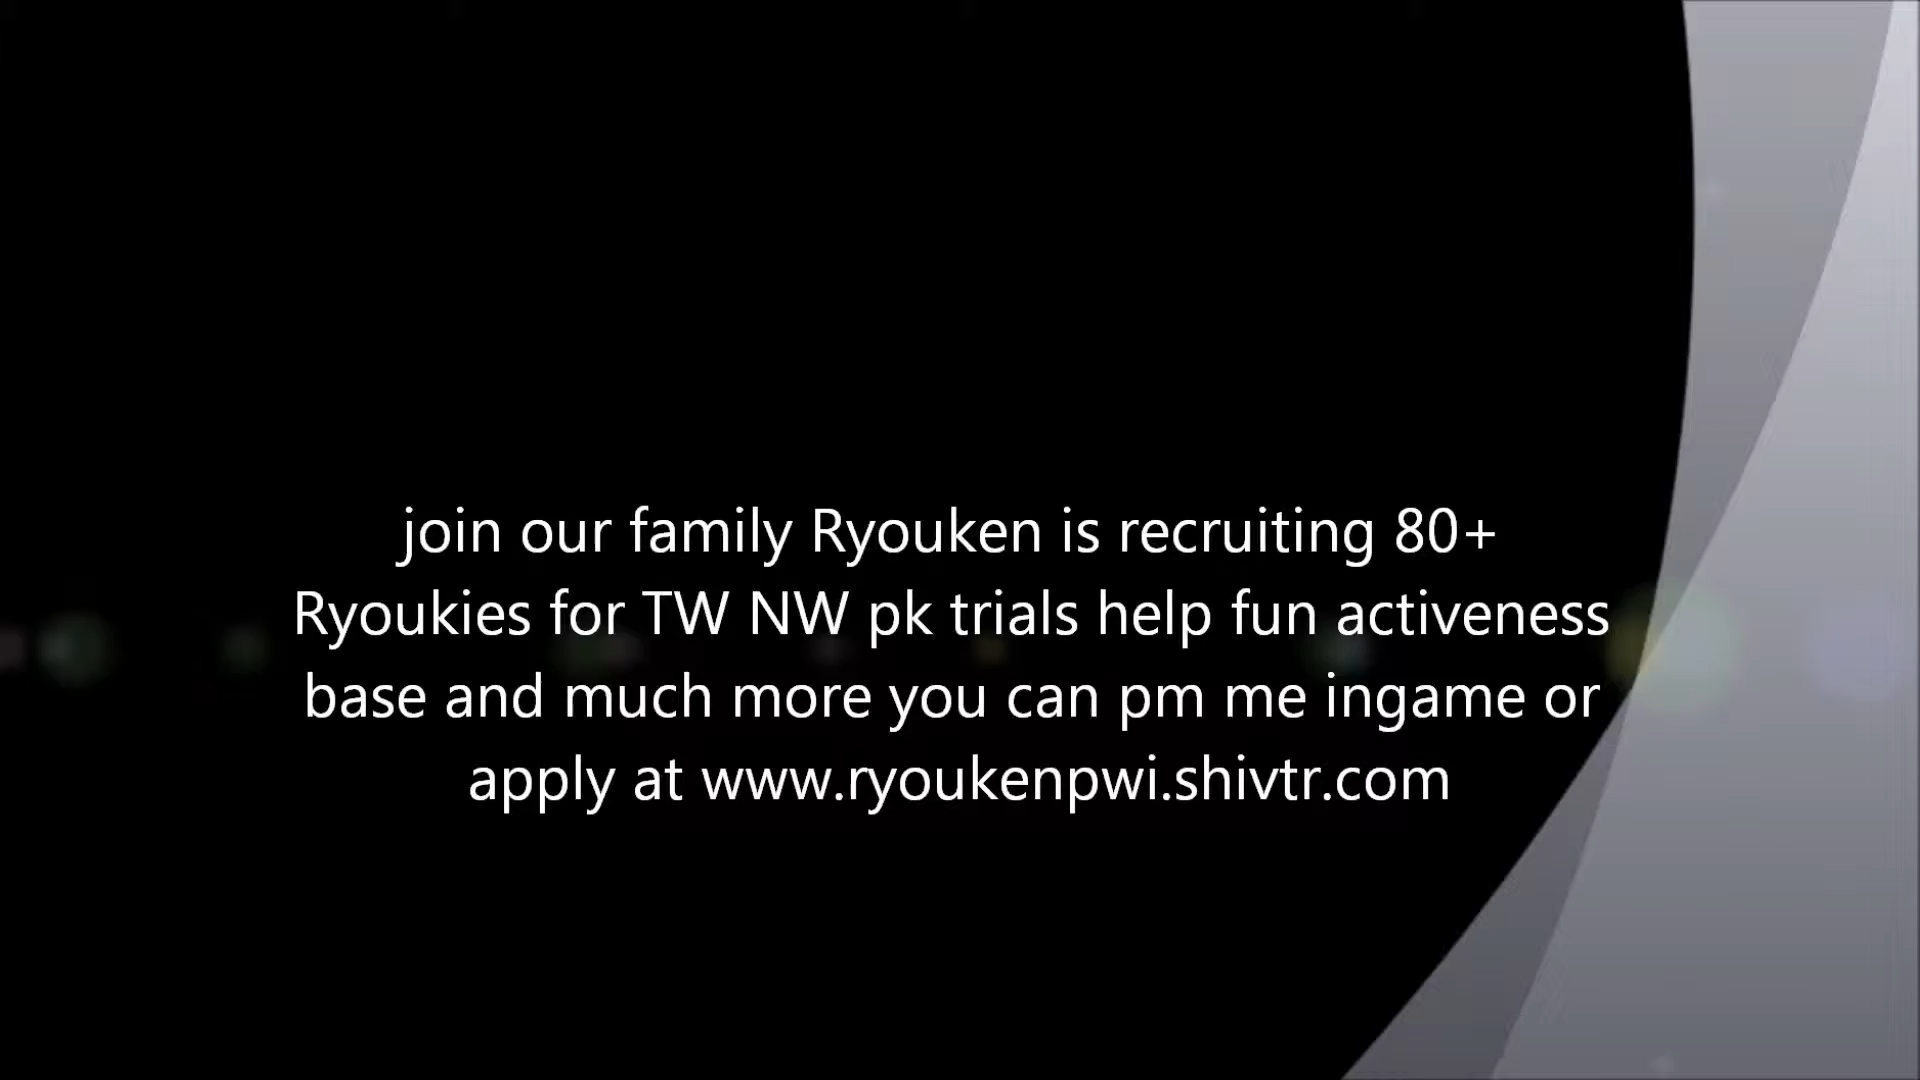 join our family Ryouken is recruiting 80+
Ryoukies for TW NW pk trials help fun activeness
base and much more you can pm me ingame or
apply at www.ryoukenpwi.shivtr.com